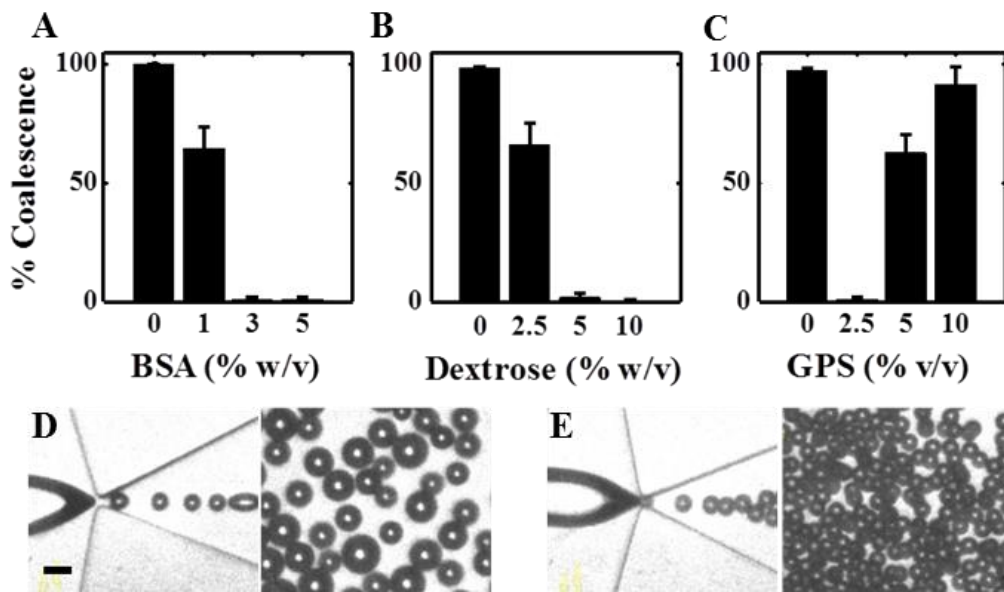 A B C
% Coalescence
100 100 100
50 50 50
0 0 0
0 1 3 5 0 2.5 5 10 0 2.5 5 10
BSA (% w/v) Dextrose (% w/v) GPS (% v/v)
D E